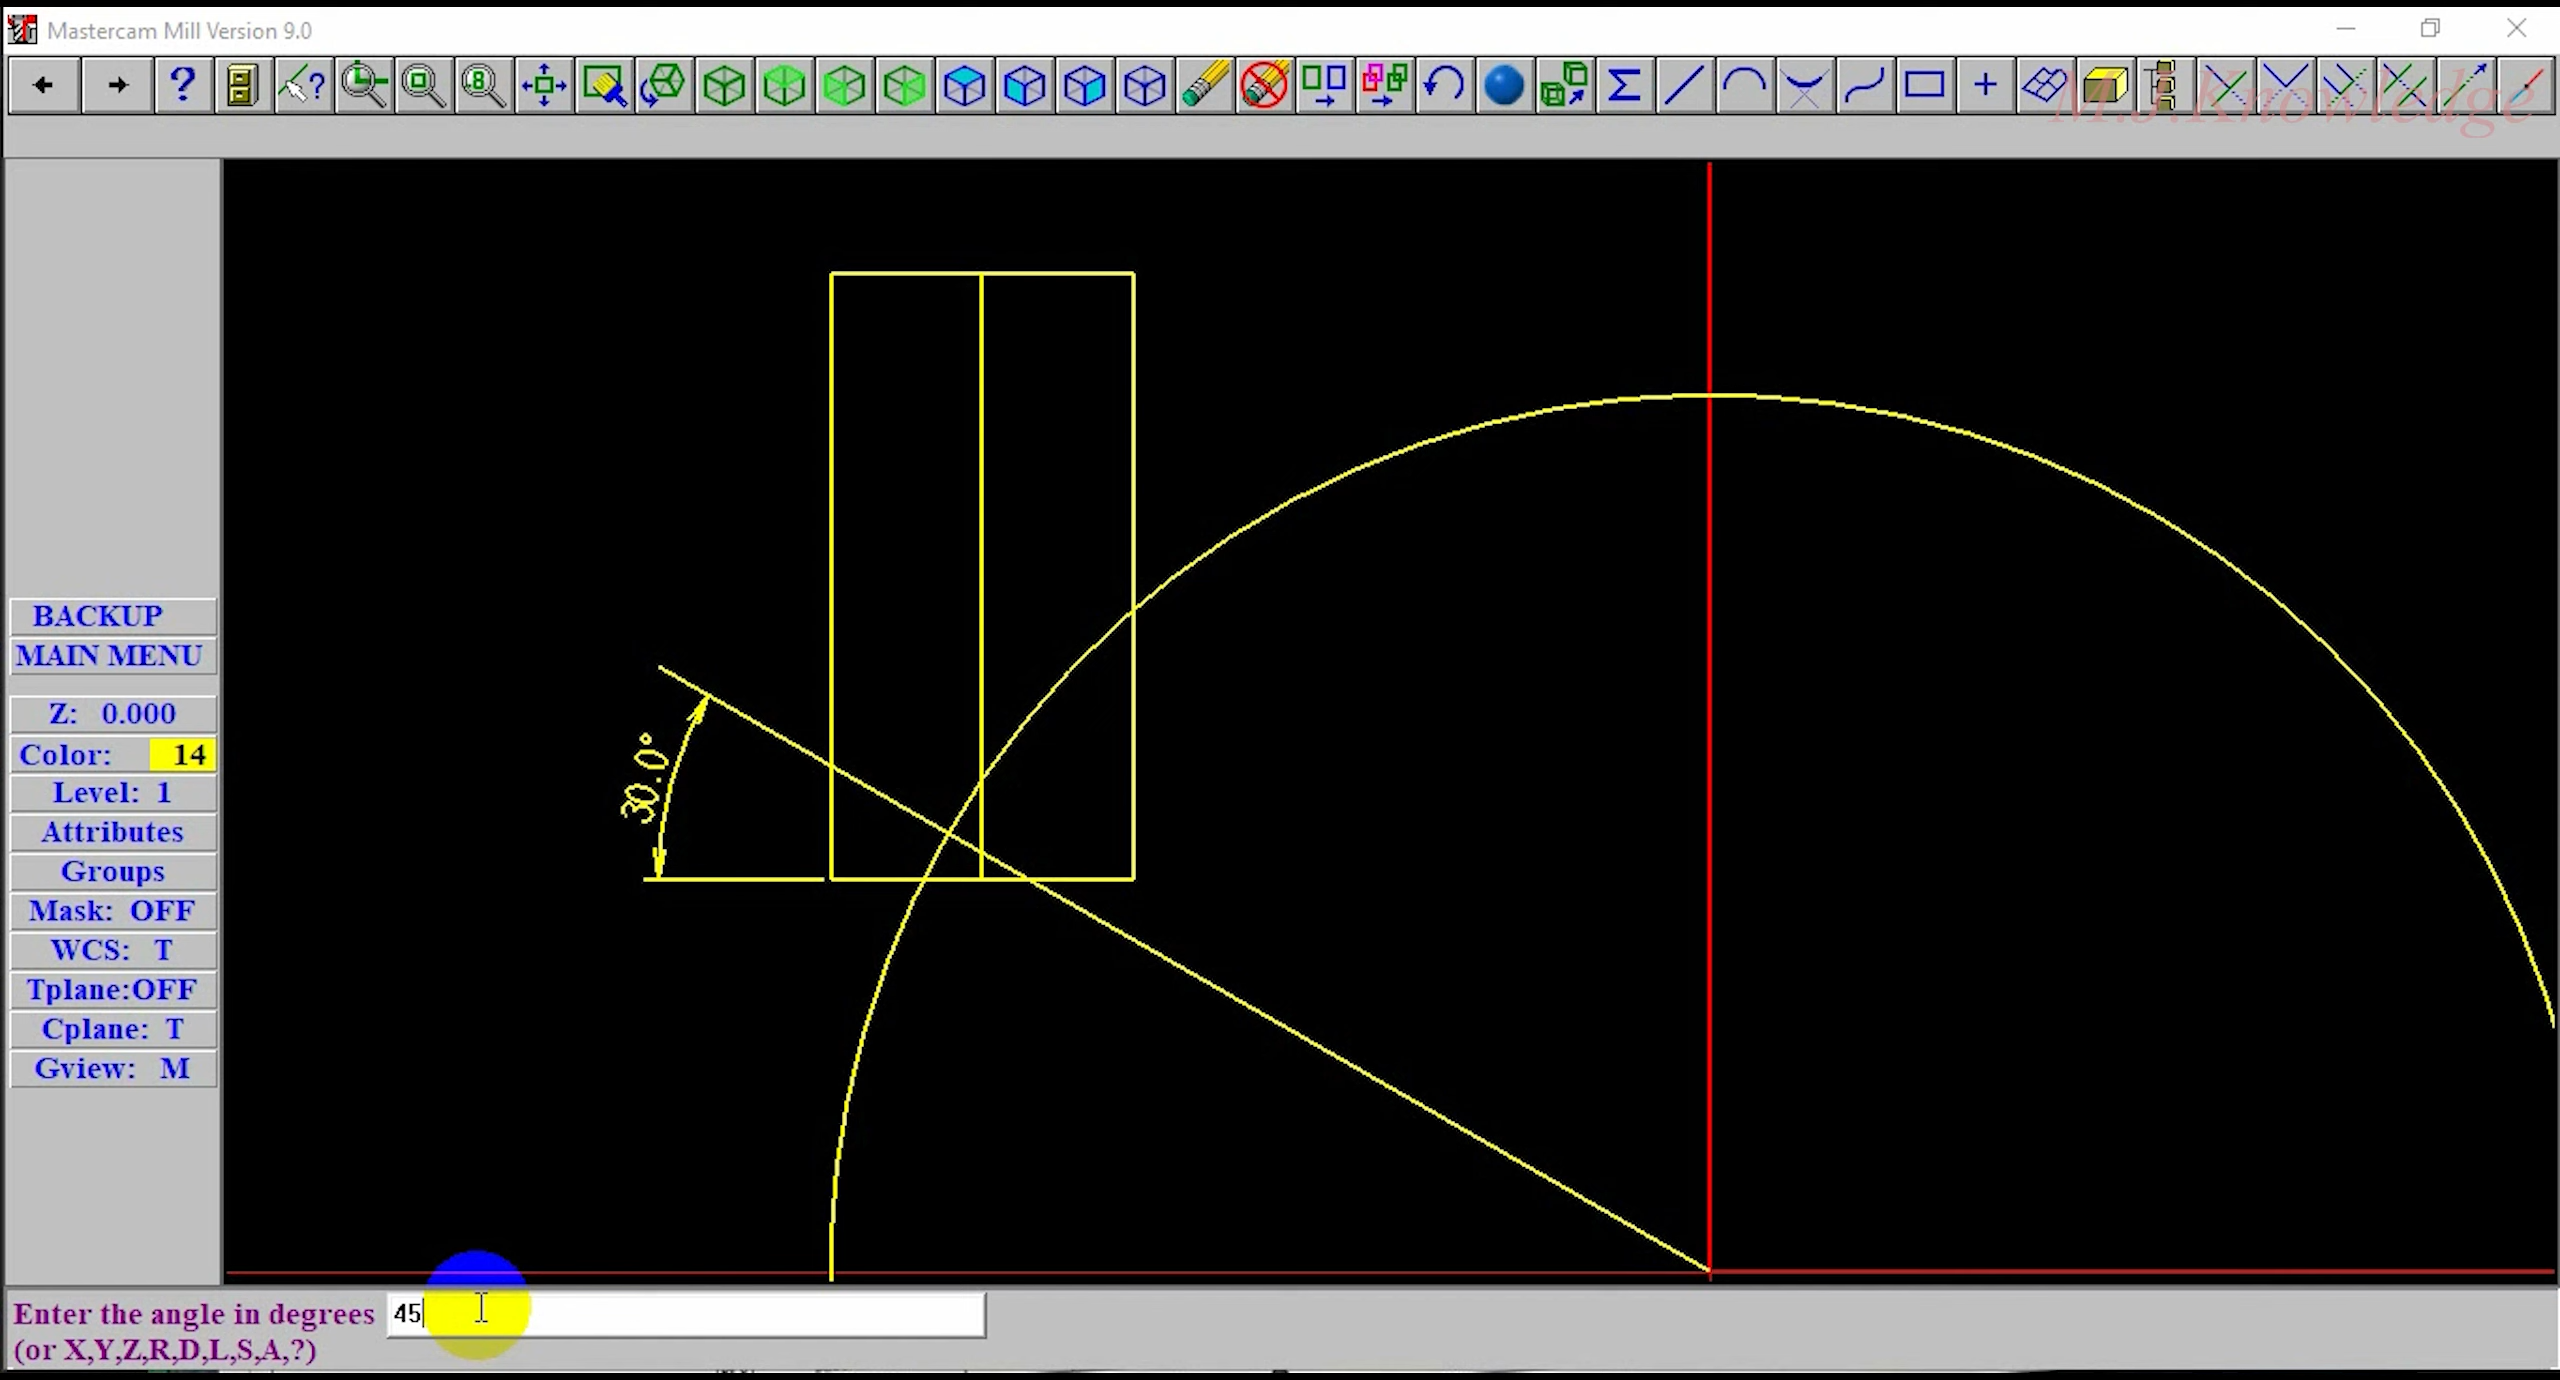 Mastercam Mill Version 9.0
M.J.Knowledge
BACKUP
MAIN MENU
Z: 0.000
Color: 14
Level: 1
Attributes
Groups
Mask: OFF
WCS: T
Tplane:OFF
Cplane: T
Gview: M
30.0°
Enter the angle in degrees 45
(or X,Y,Z,R,D,L,S,A,?)